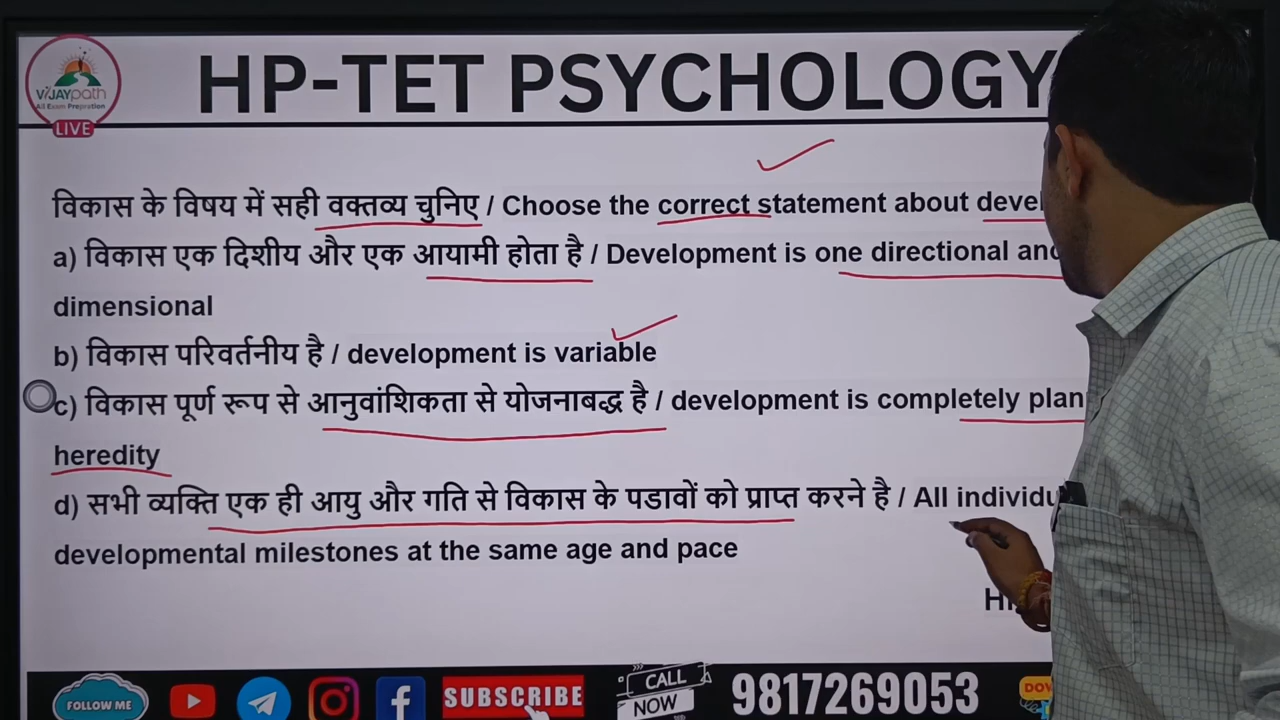 VIJAYpath
All Exam Prepration
LIVE
HP-TET PSYCHOLOGY
विकास के विषय में सही वक्तव्य चुनिए / Choose the correct statement about devel
a) विकास एक दिशीय और एक आयामी होता है / Development is one directional and
dimensional
b) विकास परिवर्तनीय है / development is variable
c) विकास पूर्ण रूप से आनुवांशिकता से योजनाबद्ध है / development is completely plan
heredity
d) सभी व्यक्ति एक ही आयु और गति से विकास के पडावों को प्राप्त करने है / All individu
developmental milestones at the same age and pace
FOLLOW ME
SUBSCRIBE
CALL
NOW
9817269053